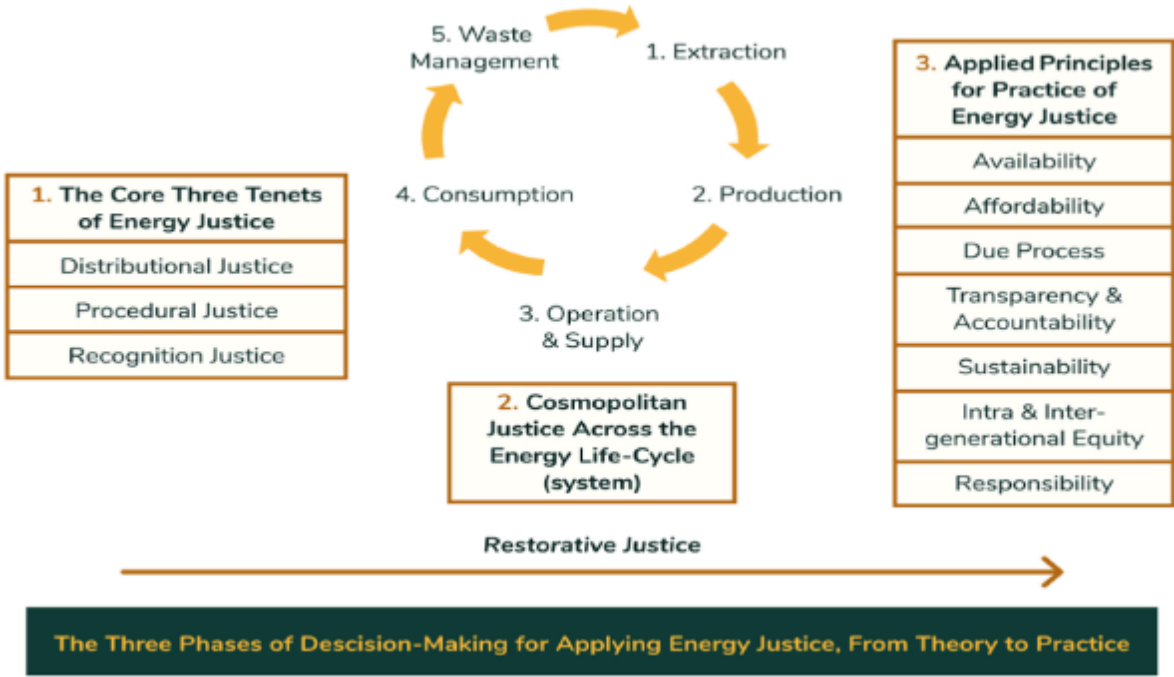 1. The Core Three Tenets
of Energy Justice
Distributional Justice
Procedural Justice
Recognition Justice
5. Waste
Management
1. Extraction
2. Production
3. Operation
& Supply
4. Consumption
2. Cosmopolitan
Justice Across the
Energy Life-Cycle
(system)
3. Applied Principles
for Practice of
Energy Justice
Availability
Affordability
Due Process
Transparency &
Accountability
Sustainability
Intra & Inter-
generational Equity
Responsibility
Restorative Justice
The Three Phases of Descision-Making for Applying Energy Justice, From Theory to Practice